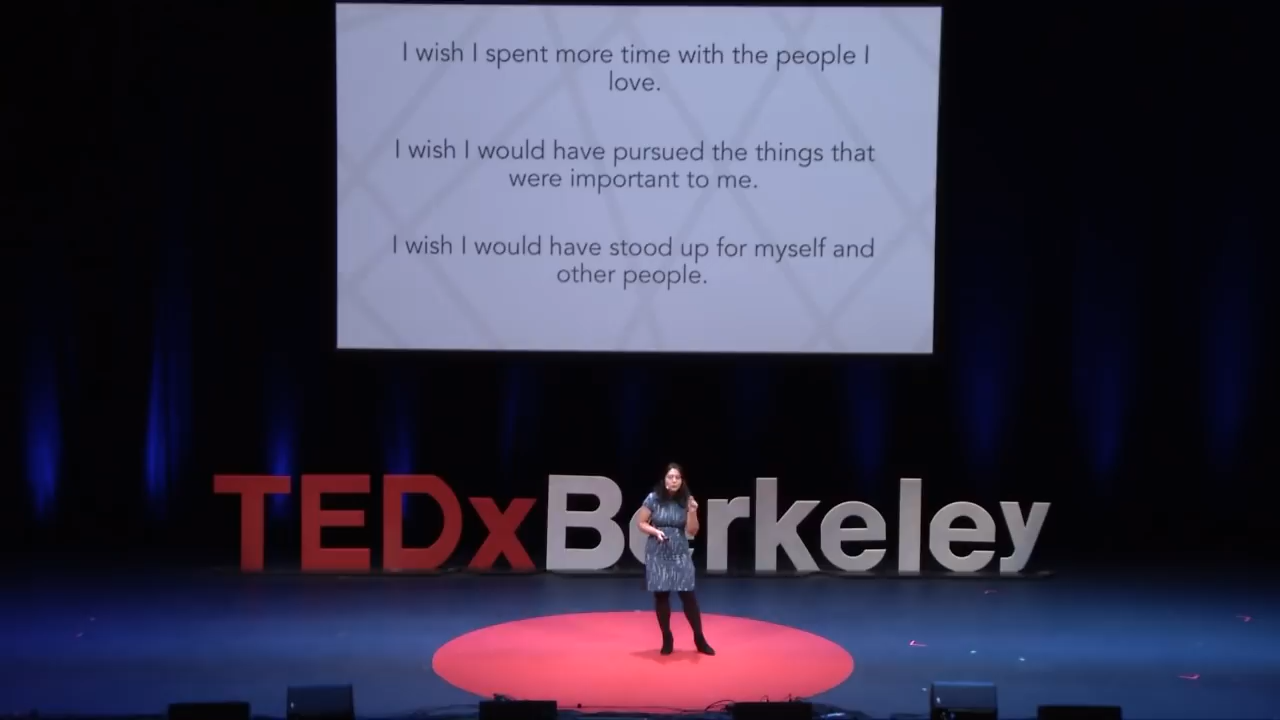 I wish I spent more time with the people I
love.
I wish I would have pursued the things that
were important to me.
I wish I would have stood up for myself and
other people.
TEDxBerkeley